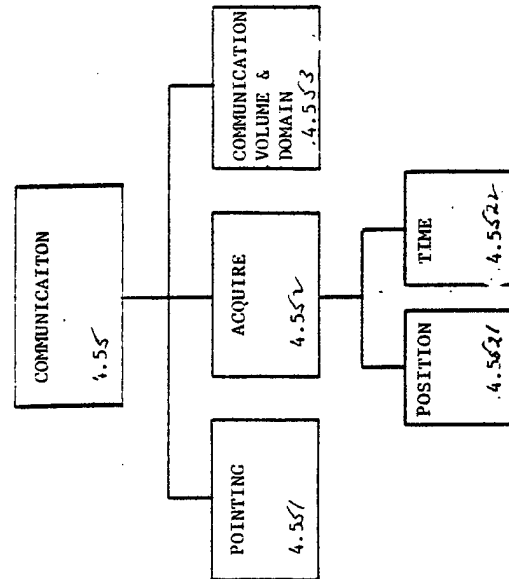 COMMUNICAITON
4.55
POINTING
4.551
ACQUIRE
4.552
COMMUNICATION
VOLUME &
DOMAIN
4.553
POSITION
4.5521
TIME
4.5522